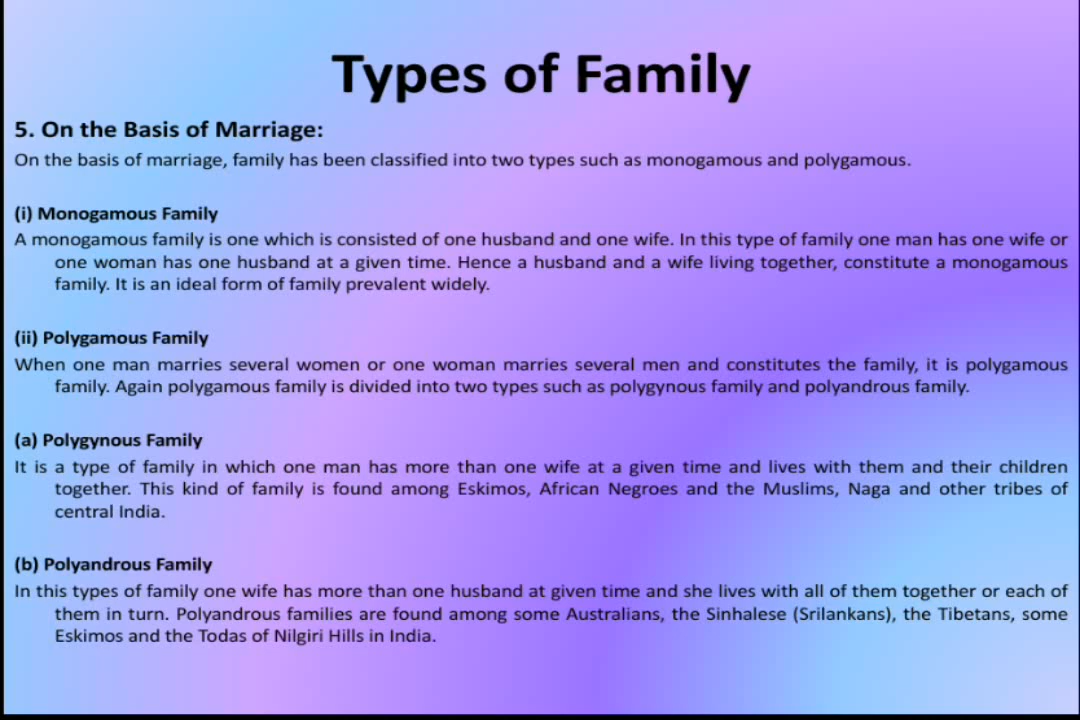 Types of Family
5. On the Basis of Marriage:
On the basis of marriage, family has been classified into two types such as monogamous and polygamous.
(i) Monogamous Family
A monogamous family is one which is consisted of one husband and one wife. In this type of family one man has one wife or
one woman has one husband at a given time. Hence a husband and a wife living together, constitute a monogamous
family. It is an ideal form of family prevalent widely.
(ii) Polygamous Family
When one man marries several women or one woman marries several men and constitutes the family, it is polygamous
family. Again polygamous family is divided into two types such as polygynous family and polyandrous family.
(a) Polygynous Family
It is a type of family in which one man has more than one wife at a given time and lives with them and their children
together. This kind of family is found among Eskimos, African Negroes and the Muslims, Naga and other tribes of
central India.
(b) Polyandrous Family
In this types of family one wife has more than one husband at given time and she lives with all of them together or each of
them in turn. Polyandrous families are found among some Australians, the Sinhalese (Srilankans), the Tibetans, some
Eskimos and the Todas of Nilgiri Hills in India.